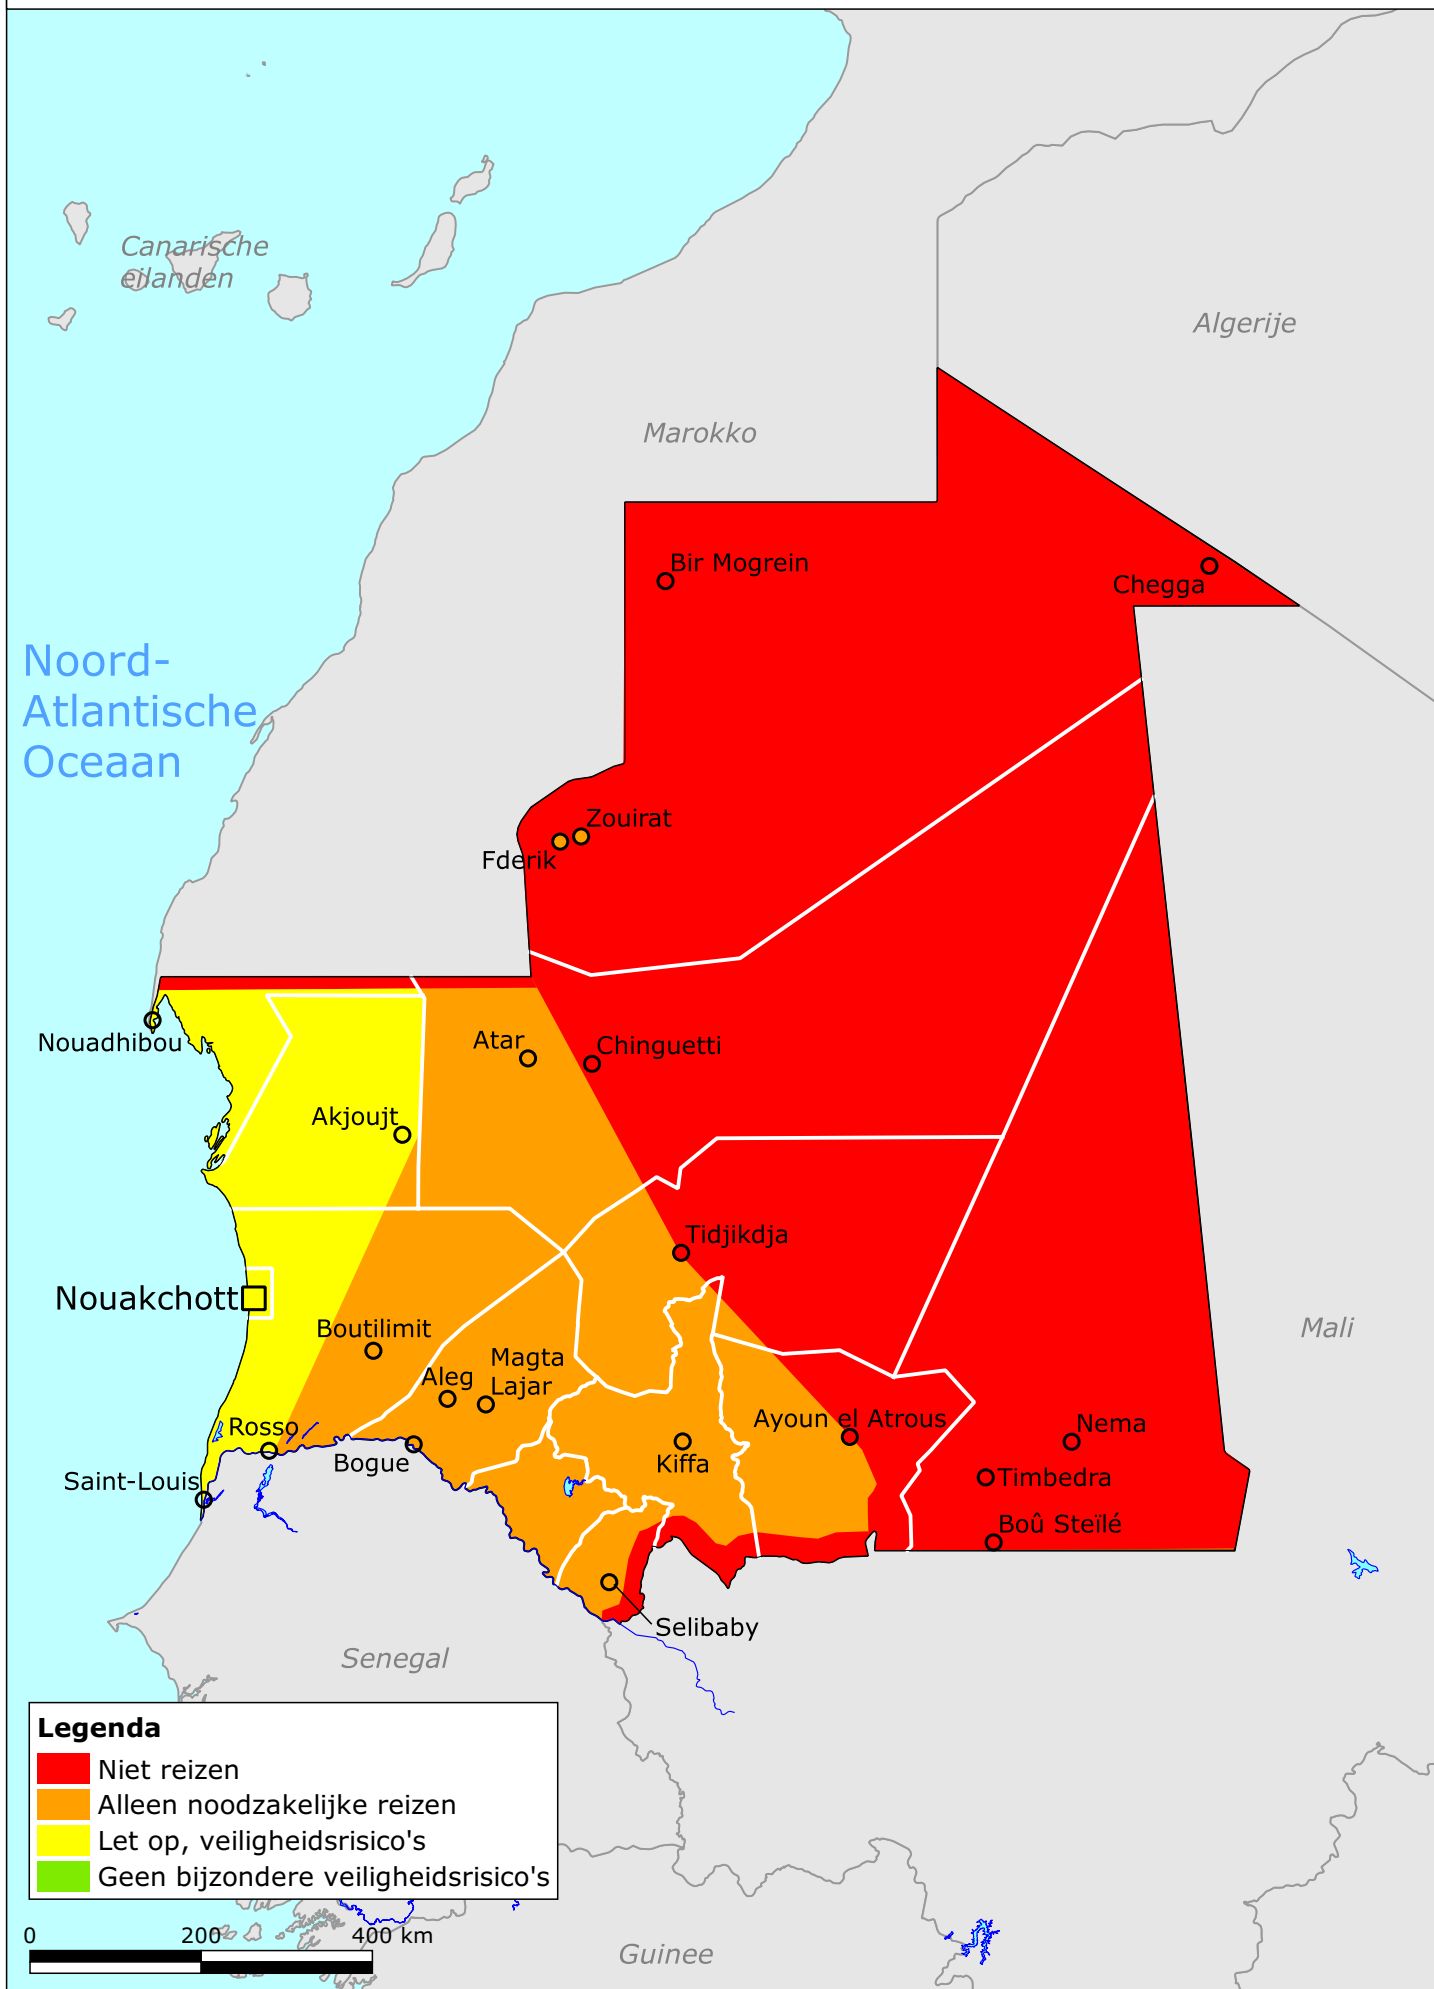 Canarische
eilanden
Algerije
Marokko
Bir Mogrein
Chegga
Noord-
Atlantische
Oceaan
Zouirat
Fderik
Nouadhibou
Atar
Chinguetti
Akjoujt
Tidjikdja
Nouakchott
Boutilimit
Mali
Magta
Lajar
Aleg
Rosso
Ayoun el Atrous
Nema
Bogue
Kiffa
Saint-Louis
Timbedra
Boû Steïlé
Selibaby
Senegal
Legenda
Niet reizen
Alleen noodzakelijke reizen
Let op, veiligheidsrisico's
Geen bijzondere veiligheidsrisico's
0 200 400 km
Guinee